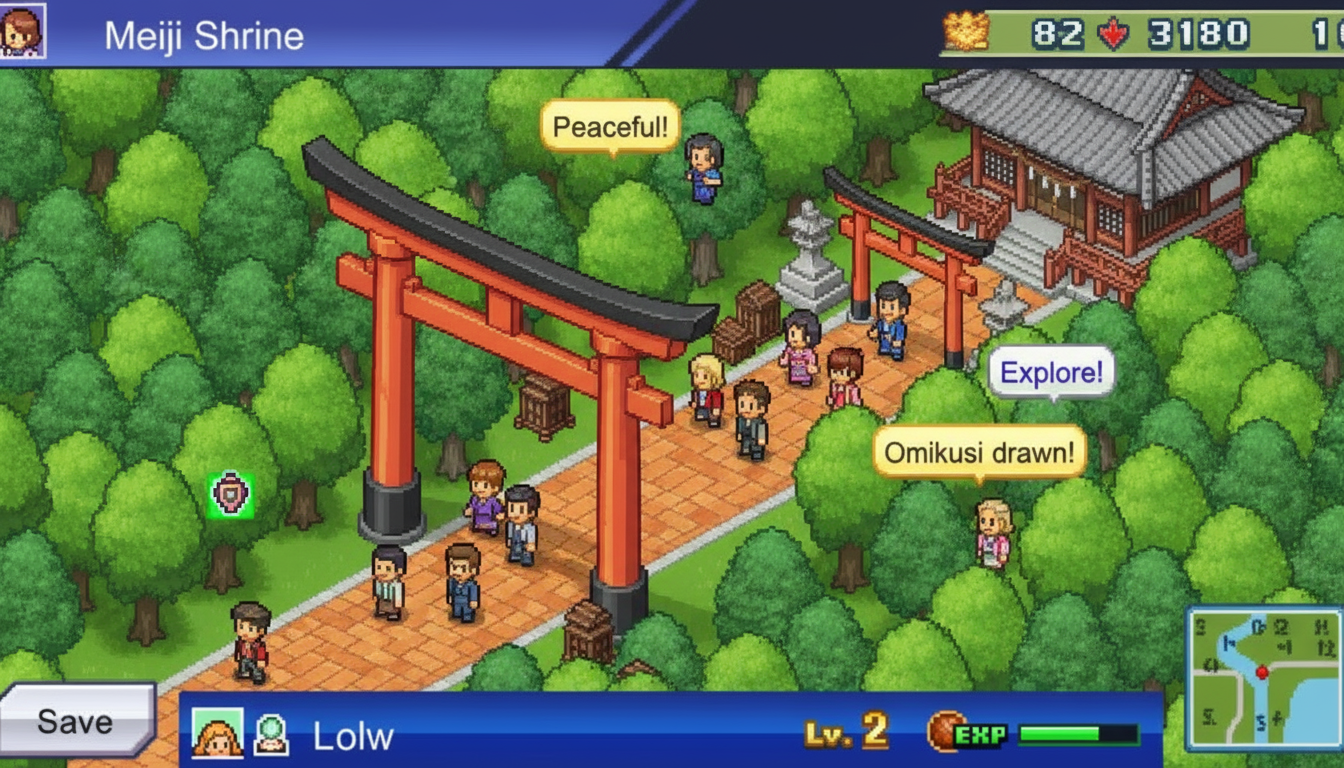 Meiji Shrine
82 3180
Peaceful!
Explore!
Omikusi drawn!
Save
Lolw
Lv. 2
EXP